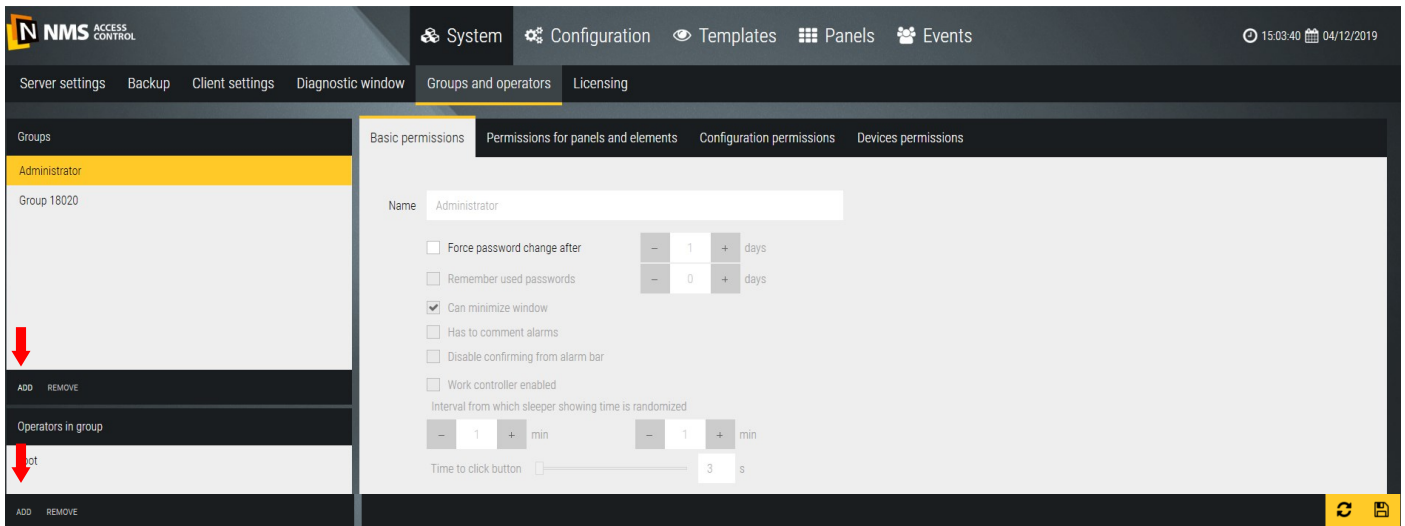 N NMS ACCESS CONTROL
System Configuration Templates Panels Events
15:03:40 04/12/2019
Server settings Backup Client settings Diagnostic window Groups and operators Licensing
Groups
Administrator
Group 18020
ADD REMOVE
Operators in group
ADD REMOVE
Basic permissions Permissions for panels and elements Configuration permissions Devices permissions
Name Administrator
Force password change after - 1 + days
Remember used passwords - 0 + days
Can minimize window
Has to comment alarms
Disable confirming from alarm bar
Work controller enabled
Interval from which sleeper showing time is randomized
- 1 + min - 1 + min
Time to click button 3 s